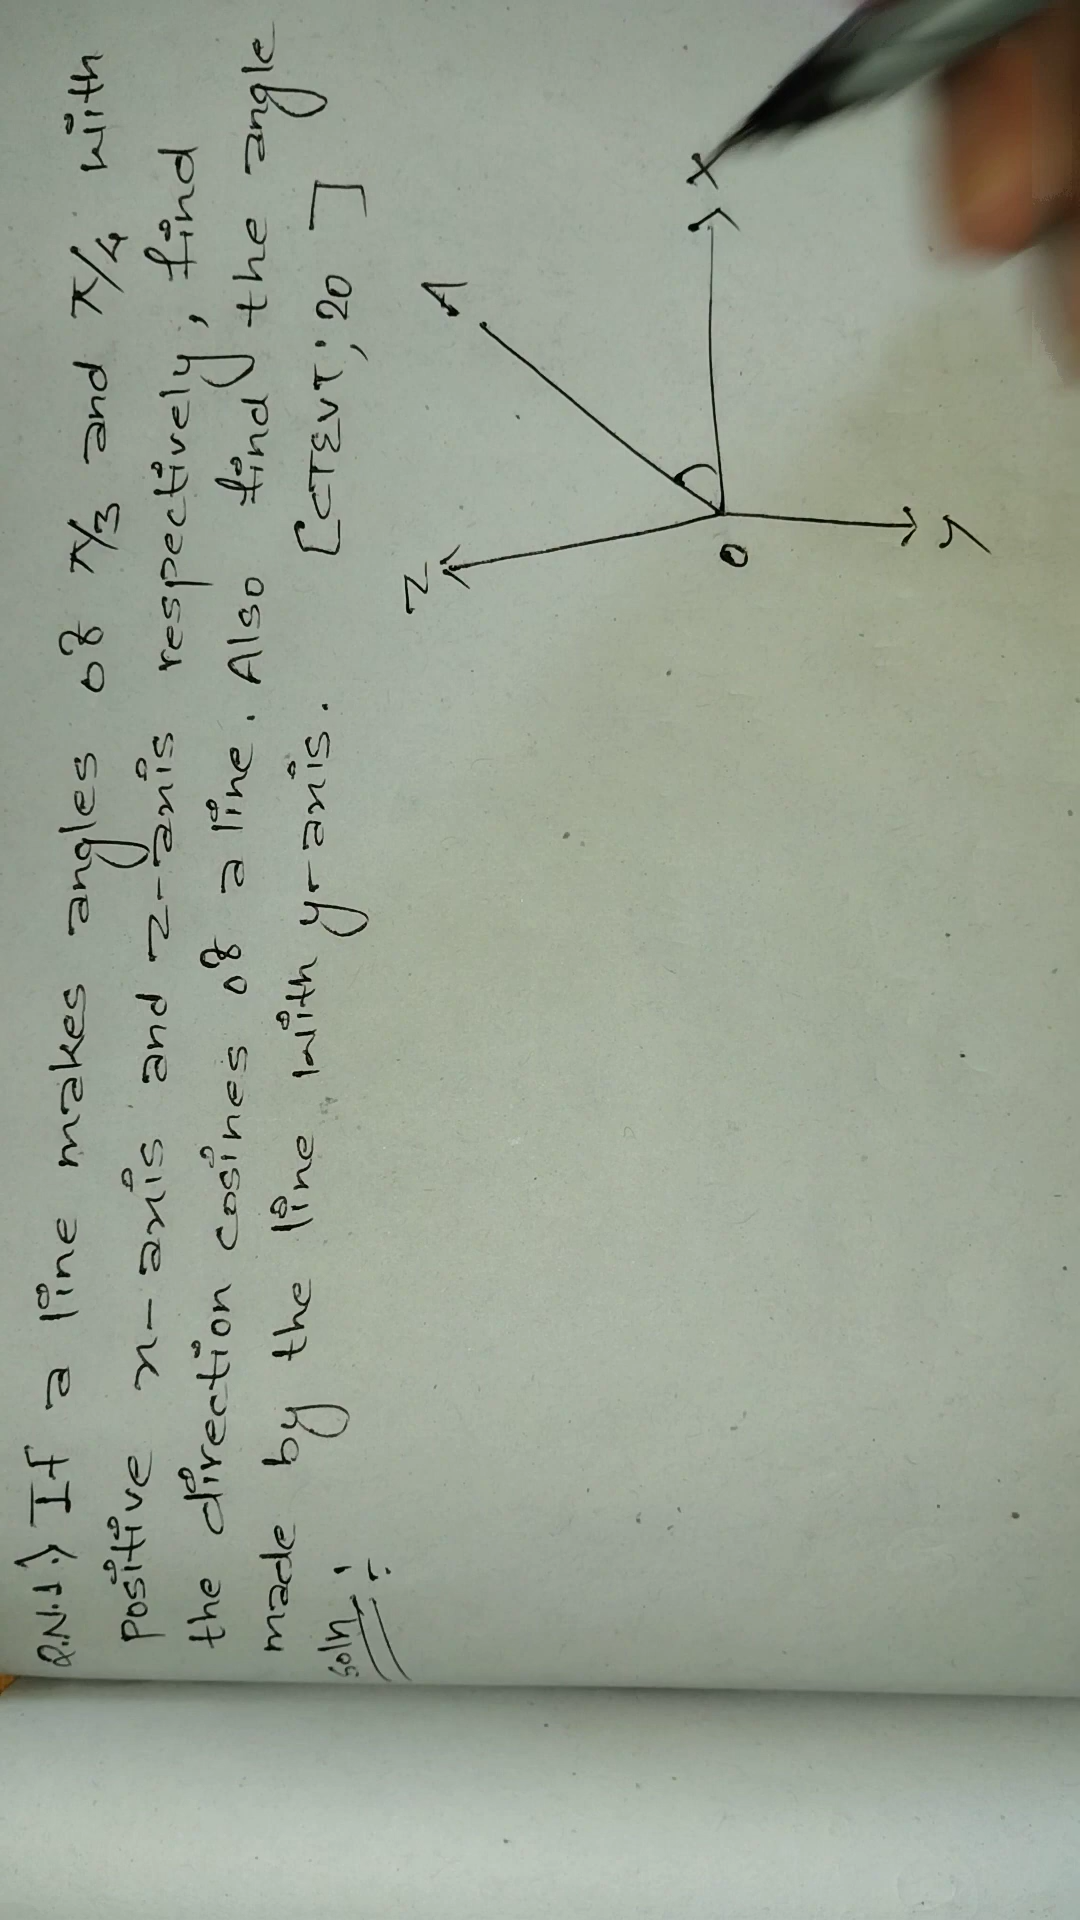 Q.N.1.) If a line makes angles of π/3 and π/4 with
positive x-axis and z-axis respectively, find
the direction cosines of a line. Also find the angle
made by the line with y-axis. [CTEVT; 20 ]
Soln:
Z
A
X
O
Y